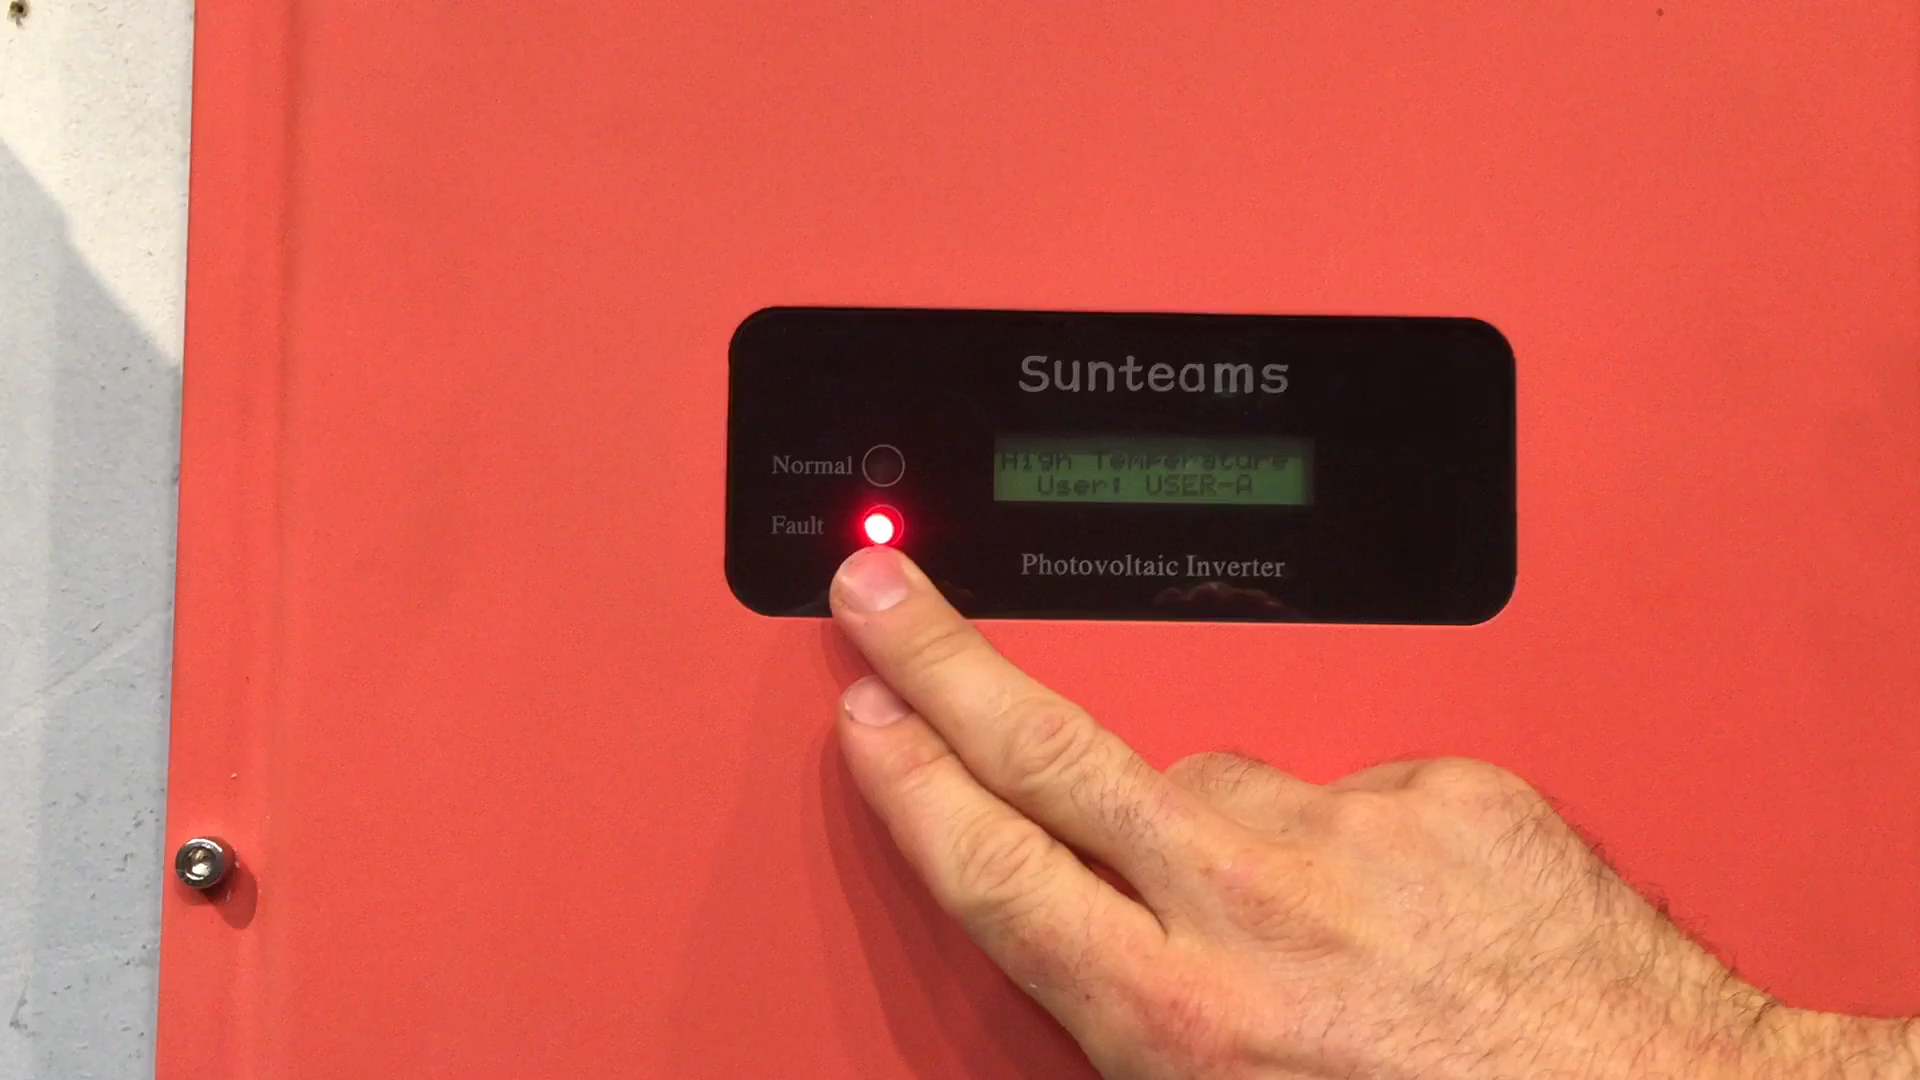 Sunteams
Normal
High Temperature
User: USER-A
Fault
Photovoltaic Inverter